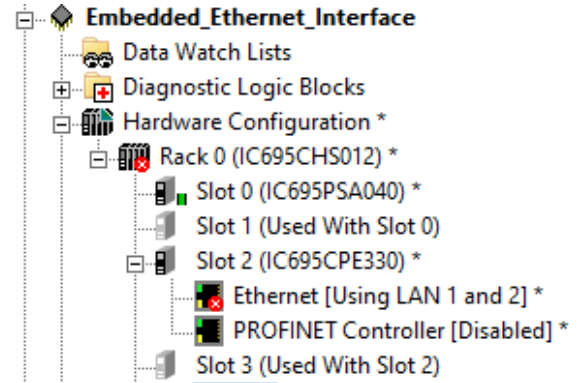 Embedded_Ethernet_Interface
Data Watch Lists
Diagnostic Logic Blocks
Hardware Configuration *
Rack 0 (IC695CHS012) *
Slot 0 (IC695PSA040) *
Slot 1 (Used With Slot 0)
Slot 2 (IC695CPE330) *
Ethernet [Using LAN 1 and 2] *
PROFINET Controller [Disabled] *
Slot 3 (Used With Slot 2)